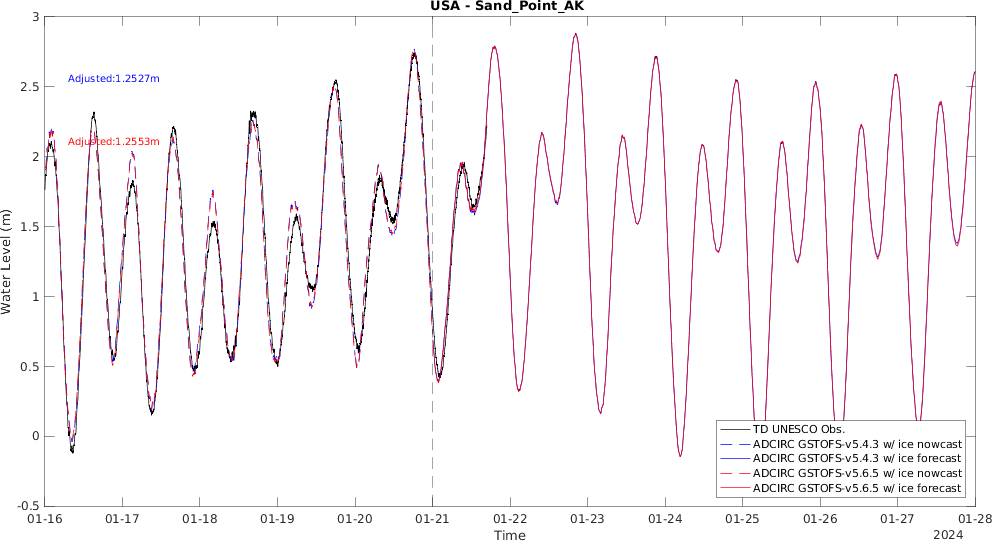 USA - Sand_Point_AK
3
2.5
2
1.5
1
0.5
0
-0.5
Water Level (m)
Adjusted:1.2527m
Adjusted:1.2553m
TD UNESCO Obs.
ADCIRC GSTOFS-v5.4.3 w/ ice nowcast
ADCIRC GSTOFS-v5.4.3 w/ ice forecast
ADCIRC GSTOFS-v5.6.5 w/ ice nowcast
ADCIRC GSTOFS-v5.6.5 w/ ice forecast
01-16 01-17 01-18 01-19 01-20 01-21 01-22 01-23 01-24 01-25 01-26 01-27 01-28
Time
2024